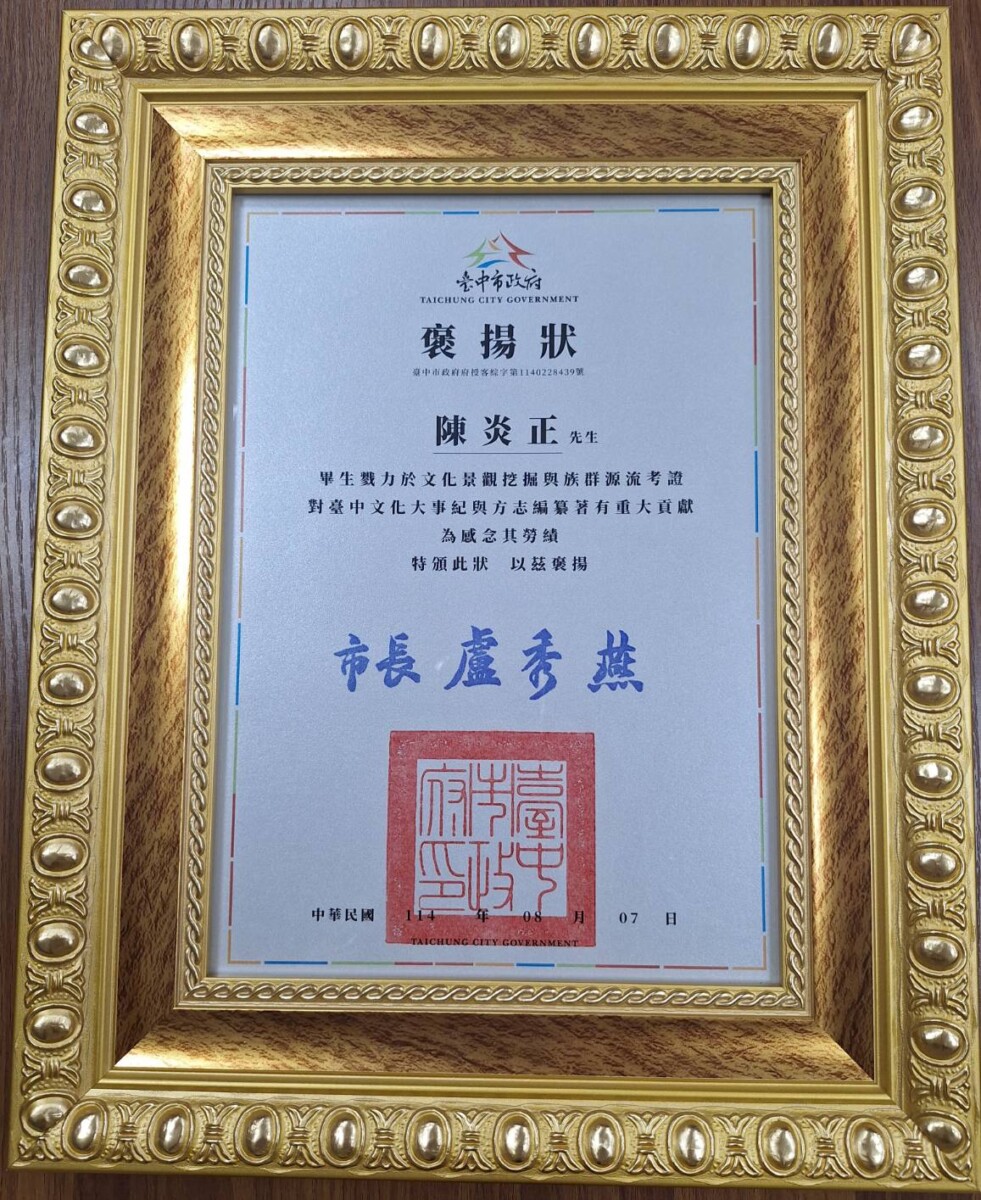 臺中市政府
TAICHUNG CITY GOVERNMENT
褒揚狀
臺中市政府府授客綜字第1140228439號
陳炎正 先生
畢生戮力於文化景觀挖掘與族群源流考證
對臺中文化大事紀與方志編纂著有重大貢獻
為感念其勞績
特頒此狀 以茲褒揚
市長 盧秀燕
臺中市政府印
中華民國 114 年 08 月 07 日
TAICHUNG CITY GOVERNMENT